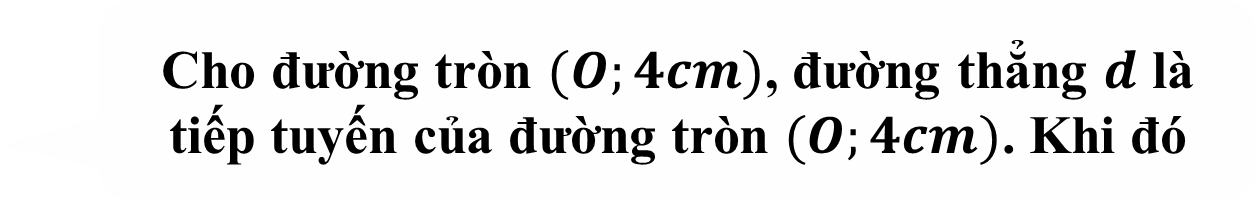 Cho đường tròn (O; 4cm), đường thẳng d là
tiếp tuyến của đường tròn (O; 4cm). Khi đó